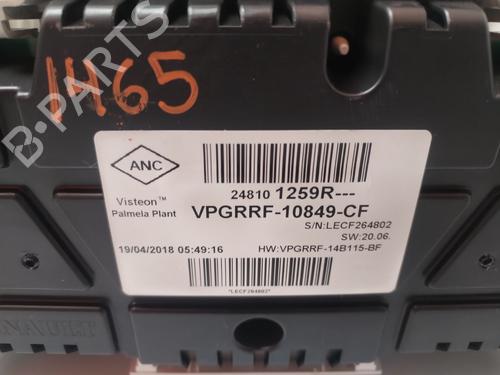 1465
B-PARTS
ANC
Visteon™
Palmela Plant
24810 1259R---
VPGRRF-10849-CF
S/N:LECF264802
SW:20.06.
19/04/2018 05:49:16
HW:VPGRRF-14B115-BF
"LECF264802"